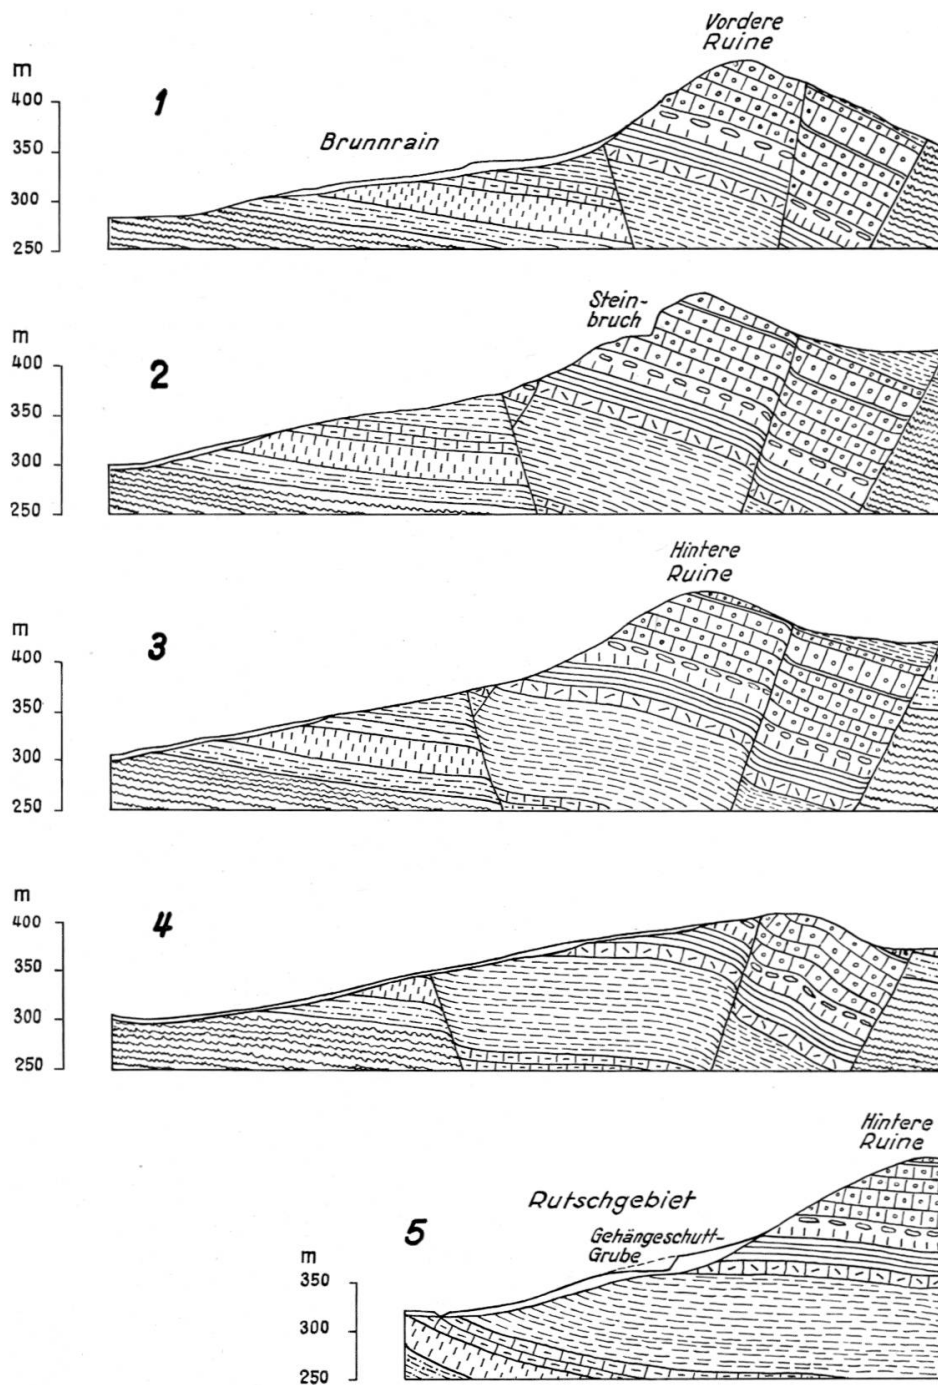 Vordere
Ruine
m
400
350
300
250
1
Brunnrain
Stein-
bruch
m
400
350
300
250
2
Hintere
Ruine
m
400
350
300
250
3
m
400
350
300
250
4
Hintere
Ruine
Rutschgebiet
5
Gehängeschutt-
Grube
m
350
300
250